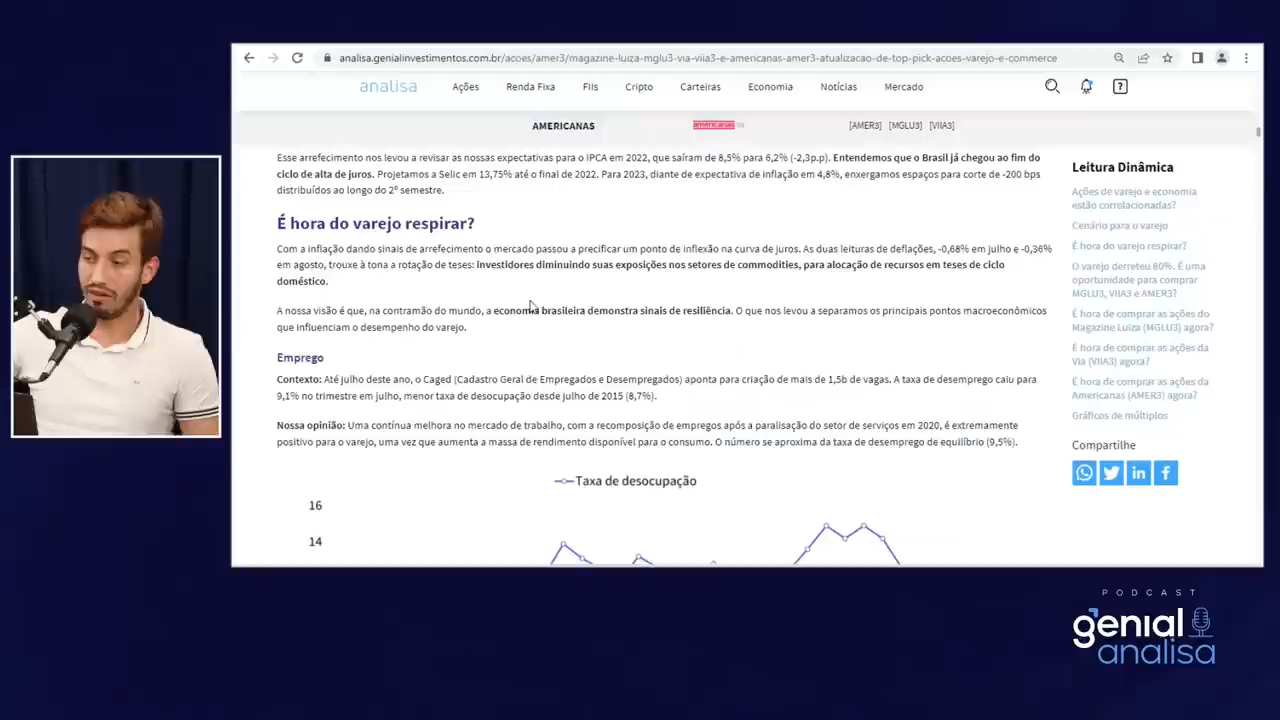 analisa.genialinvestimentos.com.br/acoes/amer3/magazine-luiza-mglu3-via-viia3-e-americanas-amer3-atualizacao-de-top-pick-acoes-varejo-e-commerce
analisa Ações Renda Fixa FIIs Cripto Carteiras Economia Notícias Mercado
AMERICANAS americanas [AMER3] [MGLU3] [VIIA3]
Esse arrefecimento nos levou a revisar as nossas expectativas para o IPCA em 2022, que saíram de 8,5% para 6,2% (-2,3p.p). Entendemos que o Brasil já chegou ao fim do
ciclo de alta de juros. Projetamos a Selic em 13,75% até o final de 2022. Para 2023, diante de expectativa de inflação em 4,8%, enxergamos espaços para corte de -200 bps
distribuídos ao longo do 2º semestre.
É hora do varejo respirar?
Com a inflação dando sinais de arrefecimento o mercado passou a precificar um ponto de inflexão na curva de juros. As duas leituras de deflações, -0,68% em julho e -0,36%
em agosto, trouxe à tona a rotação de teses: investidores diminuindo suas exposições nos setores de commodities, para alocação de recursos em teses de ciclo
doméstico.
A nossa visão é que, na contramão do mundo, a economia brasileira demonstra sinais de resiliência. O que nos levou a separamos os principais pontos macroeconômicos
que influenciam o desempenho do varejo.
Emprego
Contexto: Até julho deste ano, o Caged (Cadastro Geral de Empregados e Desempregados) aponta para criação de mais de 1,5b de vagas. A taxa de desemprego caiu para
9,1% no trimestre em julho, menor taxa de desocupação desde julho de 2015 (8,7%).
Nossa opinião: Uma contínua melhora no mercado de trabalho, com a recomposição de empregos após a paralisação do setor de serviços em 2020, é extremamente
positivo para o varejo, uma vez que aumenta a massa de rendimento disponível para o consumo. O número se aproxima da taxa de desemprego de equilíbrio (9,5%).
Taxa de desocupação
16
14
Leitura Dinâmica
Ações de varejo e economia
estão correlacionadas?
Cenário para o varejo
É hora do varejo respirar?
O varejo derreteu 80%. É uma
oportunidade para comprar
MGLU3, VIIA3 e AMER3?
É hora de comprar as ações do
Magazine Luiza (MGLU3) agora?
É hora de comprar as ações da
Via (VIIA3) agora?
É hora de comprar as ações da
Americanas (AMER3) agora?
Gráficos de múltiplos
Compartilhe
PODCAST
genial
analisa